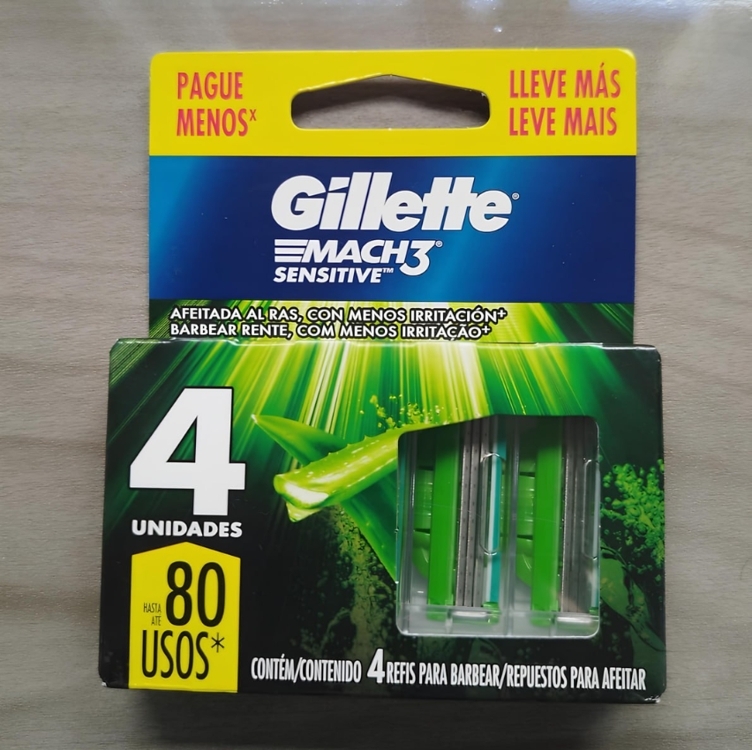 PAGUE
MENOSˣ
LLEVE MÁS
LEVE MAIS
Gillette®
MACH3®
SENSITIVE™
AFEITADA AL RAS, CON MENOS IRRITACIÓN+
BARBEAR RENTE, COM MENOS IRRITAÇÃO+
4
UNIDADES
HASTA
ATÉ
80
USOS*
CONTÉM/CONTENIDO 4 REFIS PARA BARBEAR/REPUESTOS PARA AFEITAR